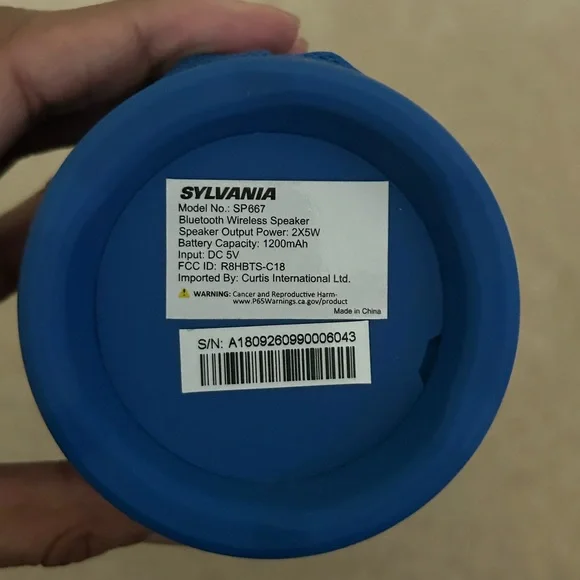 SYLVANIA
Model No.: SP667
Bluetooth Wireless Speaker
Speaker Output Power: 2X5W
Battery Capacity: 1200mAh
Input: DC 5V
FCC ID: R8HBTS-C18
Imported By: Curtis International Ltd.
WARNING: Cancer and Reproductive Harm-
www.P65Warnings.ca.gov/product
Made in China
S/N: A1809260990006043